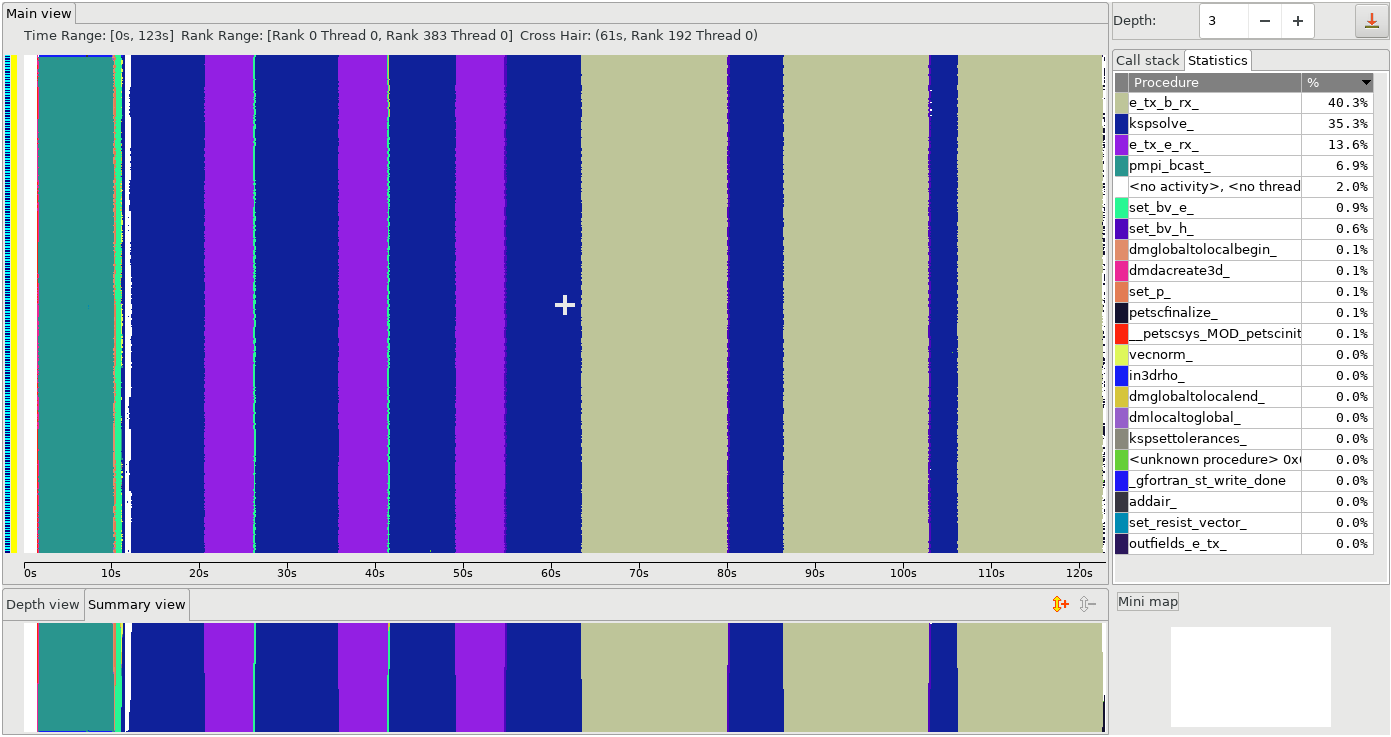 Main view
Time Range: [0s, 123s] Rank Range: [Rank 0 Thread 0, Rank 383 Thread 0] Cross Hair: (61s, Rank 192 Thread 0)
0s 10s 20s 30s 40s 50s 60s 70s 80s 90s 100s 110s 120s
Depth view Summary view
Depth: 3 − +
Call stack Statistics
Procedure %
e_tx_b_rx_ 40.3%
kspsolve_ 35.3%
e_tx_e_rx_ 13.6%
pmpi_bcast_ 6.9%
<no activity>, <no thread 2.0%
set_bv_e_ 0.9%
set_bv_h_ 0.6%
dmglobaltolocalbegin_ 0.1%
dmdacreate3d_ 0.1%
set_p_ 0.1%
petscfinalize_ 0.1%
__petscsys_MOD_petscinit 0.1%
vecnorm_ 0.0%
in3drho_ 0.0%
dmglobaltolocalend_ 0.0%
dmlocaltoglobal_ 0.0%
kspsettolerances_ 0.0%
<unknown procedure> 0x( 0.0%
_gfortran_st_write_done 0.0%
addair_ 0.0%
set_resist_vector_ 0.0%
outfields_e_tx_ 0.0%
Mini map